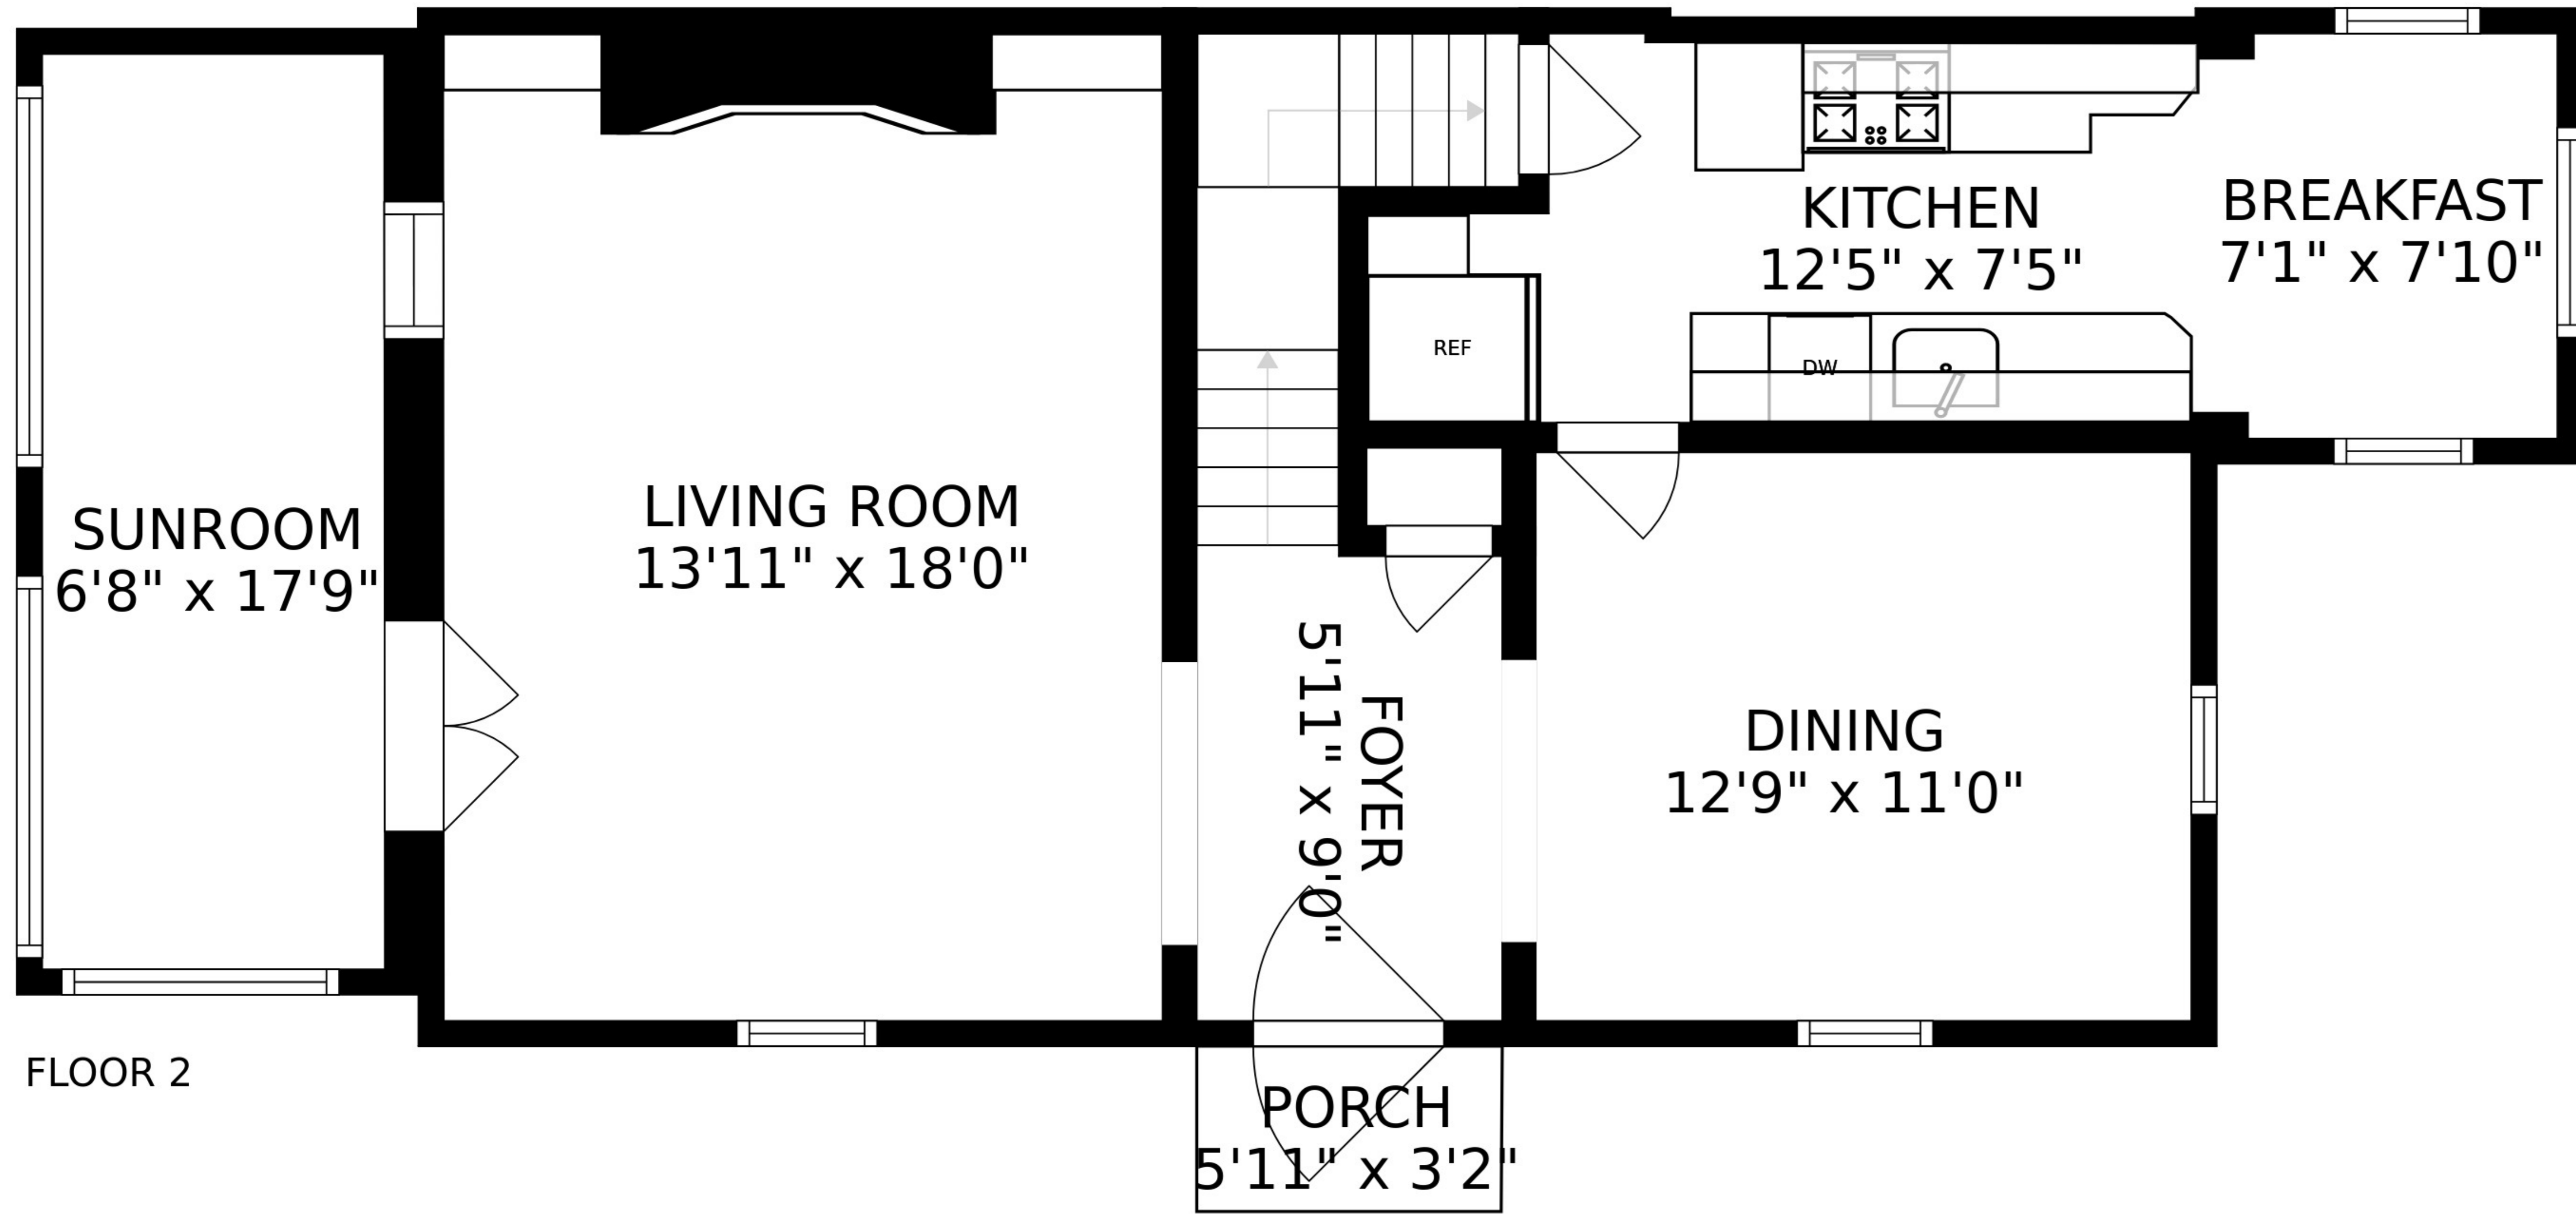 KITCHEN
12'5" x 7'5"
BREAKFAST
7'1" x 7'10"
REF
DW
SUNROOM
6'8" x 17'9"
LIVING ROOM
13'11" x 18'0"
FOYER
5'11" x 9'0"
DINING
12'9" x 11'0"
FLOOR 2
PORCH
5'11" x 3'2"